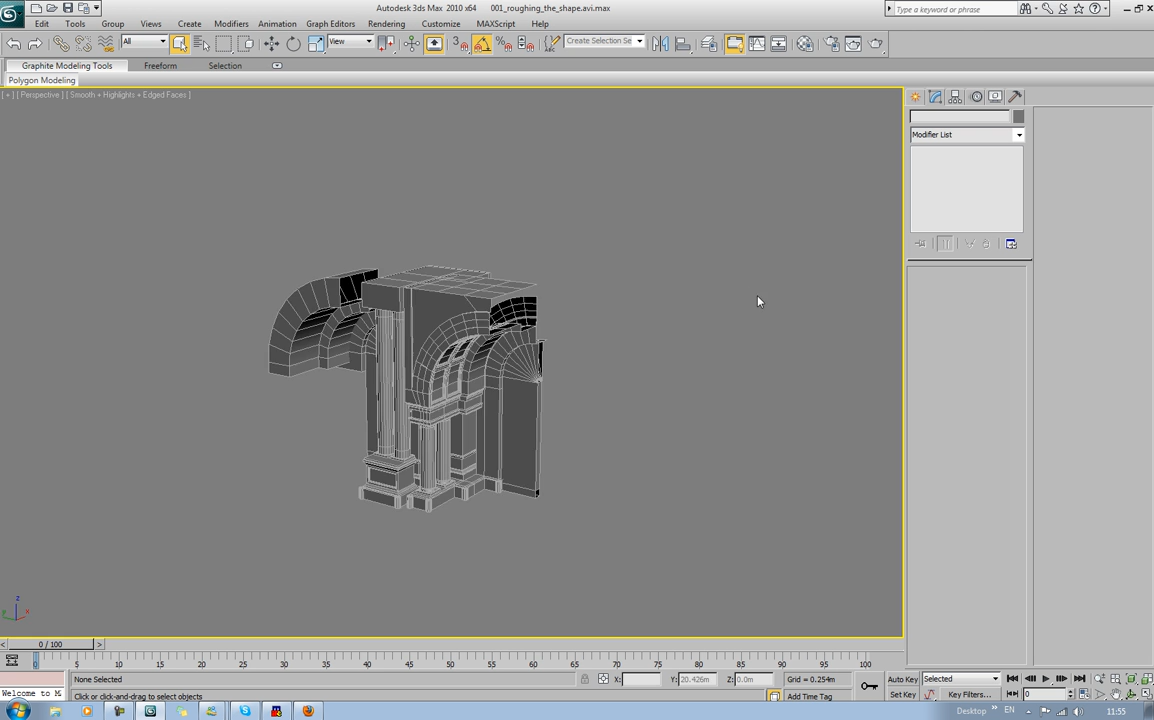 Autodesk 3ds Max 2010 x64 001_roughing_the_shape.avi.max
Type a keyword or phrase
Edit Tools Group Views Create Modifiers Animation Graph Editors Rendering Customize MAXScript Help
All View Create Selection Se
Graphite Modeling Tools Freeform Selection
Polygon Modeling
[ + ] [ Perspective ] [ Smooth + Highlights + Edged Faces ]
Modifier List
z
y x
0 / 100
0 5 10 15 20 25 30 35 40 45 50 55 60 65 70 75 80 85 90 95 100
None Selected X: Y: 20.426m Z: 0.0m Grid = 0.254m Auto Key Selected
Welcome to M Click or click-and-drag to select objects Add Time Tag Set Key Key Filters... 0
Desktop EN 11:55